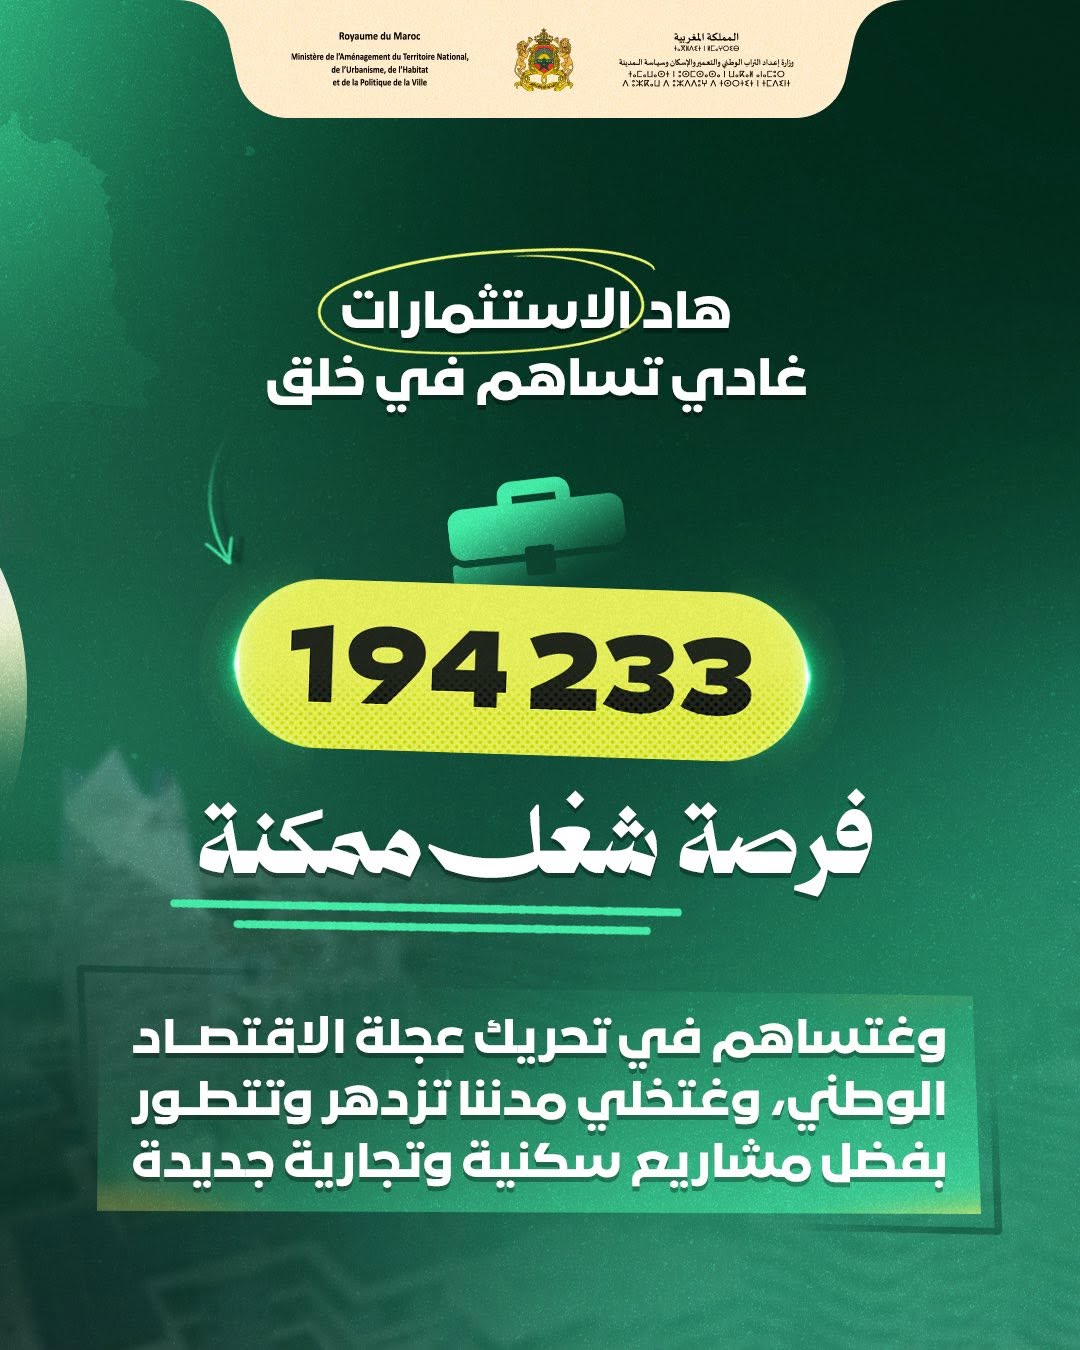 Royaume du Maroc
Ministère de l'Aménagement du Territoire National,
de l'Urbanisme, de l'Habitat
et de la Politique de la Ville
المملكة المغربية
ⵜⴰⴳⵍⴷⵉⵜ ⵏ ⵍⵎⵖⵔⵉⴱ
وزارة إعداد التراب الوطني والتعمير والإسكان وسياسة المدينة
هاد الاستثمارات
غادي تساهم في خلق
194 233
فرصة شغل ممكنة
وغتساهم في تحريك عجلة الاقتصاد
الوطني، وغتخلي مدننا تزدهر وتتطور
بفضل مشاريع سكنية وتجارية جديدة